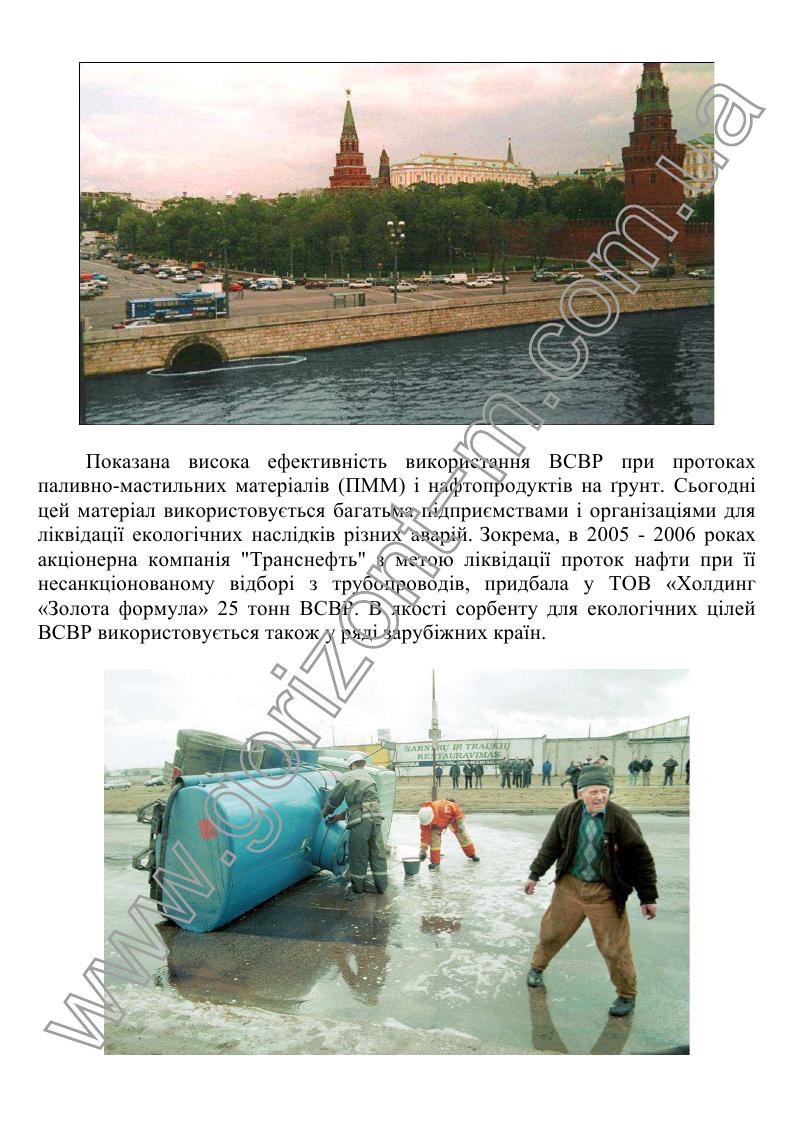 Показана висока ефективність використання ВСВР при протоках
паливно-мастильних матеріалів (ПММ) і нафтопродуктів на ґрунт. Сьогодні
цей матеріал використовується багатьма підприємствами і організаціями для
ліквідації екологічних наслідків різних аварій. Зокрема, в 2005 - 2006 роках
акціонерна компанія "Транснефть" з метою ліквідації проток нафти при її
несанкціонованому відборі з трубопроводів, придбала у ТОВ «Холдинг
«Золота формула» 25 тонн ВСВР. В якості сорбенту для екологічних цілей
ВСВР використовується також у ряді зарубіжних країн.
ŠARVŲ IR TRAUKIŲ
RESTAURAVIMAS
www.gorizont-m.com.ua